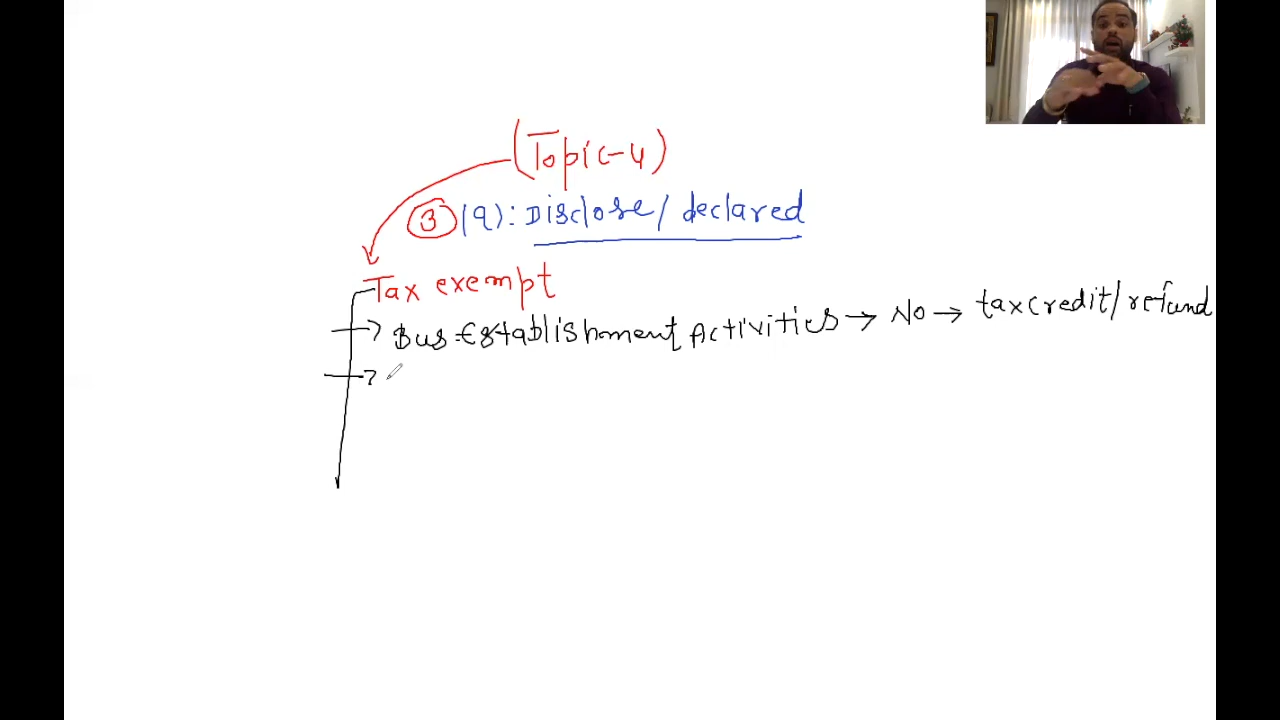 (Topic-4)
3 (9): Disclose/declared
Tax exempt
Bus.Establishment Activities → No → tax credit/refund